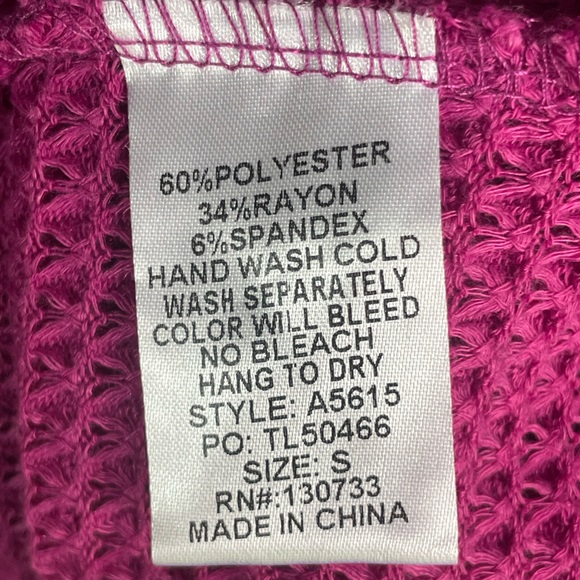 60%POLYESTER
34%RAYON
6%SPANDEX
HAND WASH COLD
WASH SEPARATELY
COLOR WILL BLEED
NO BLEACH
HANG TO DRY
STYLE: A5615
PO: TL50466
SIZE: S
RN#:130733
MADE IN CHINA